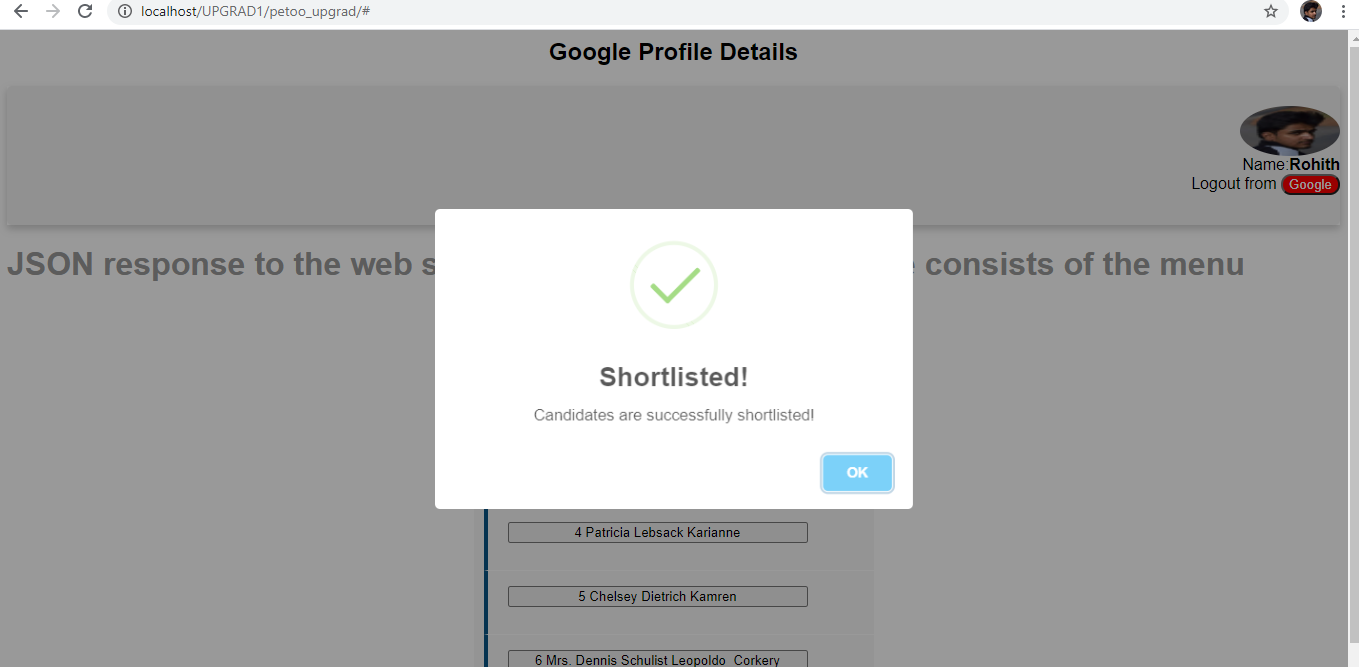 localhost/UPGRAD1/petoo_upgrad/#
Google Profile Details
Name:Rohith
Logout from Google
JSON response to the web s
consists of the menu
Shortlisted!
Candidates are successfully shortlisted!
OK
4 Patricia Lebsack Karianne
5 Chelsey Dietrich Kamren
6 Mrs. Dennis Schulist Leopoldo_Corkery